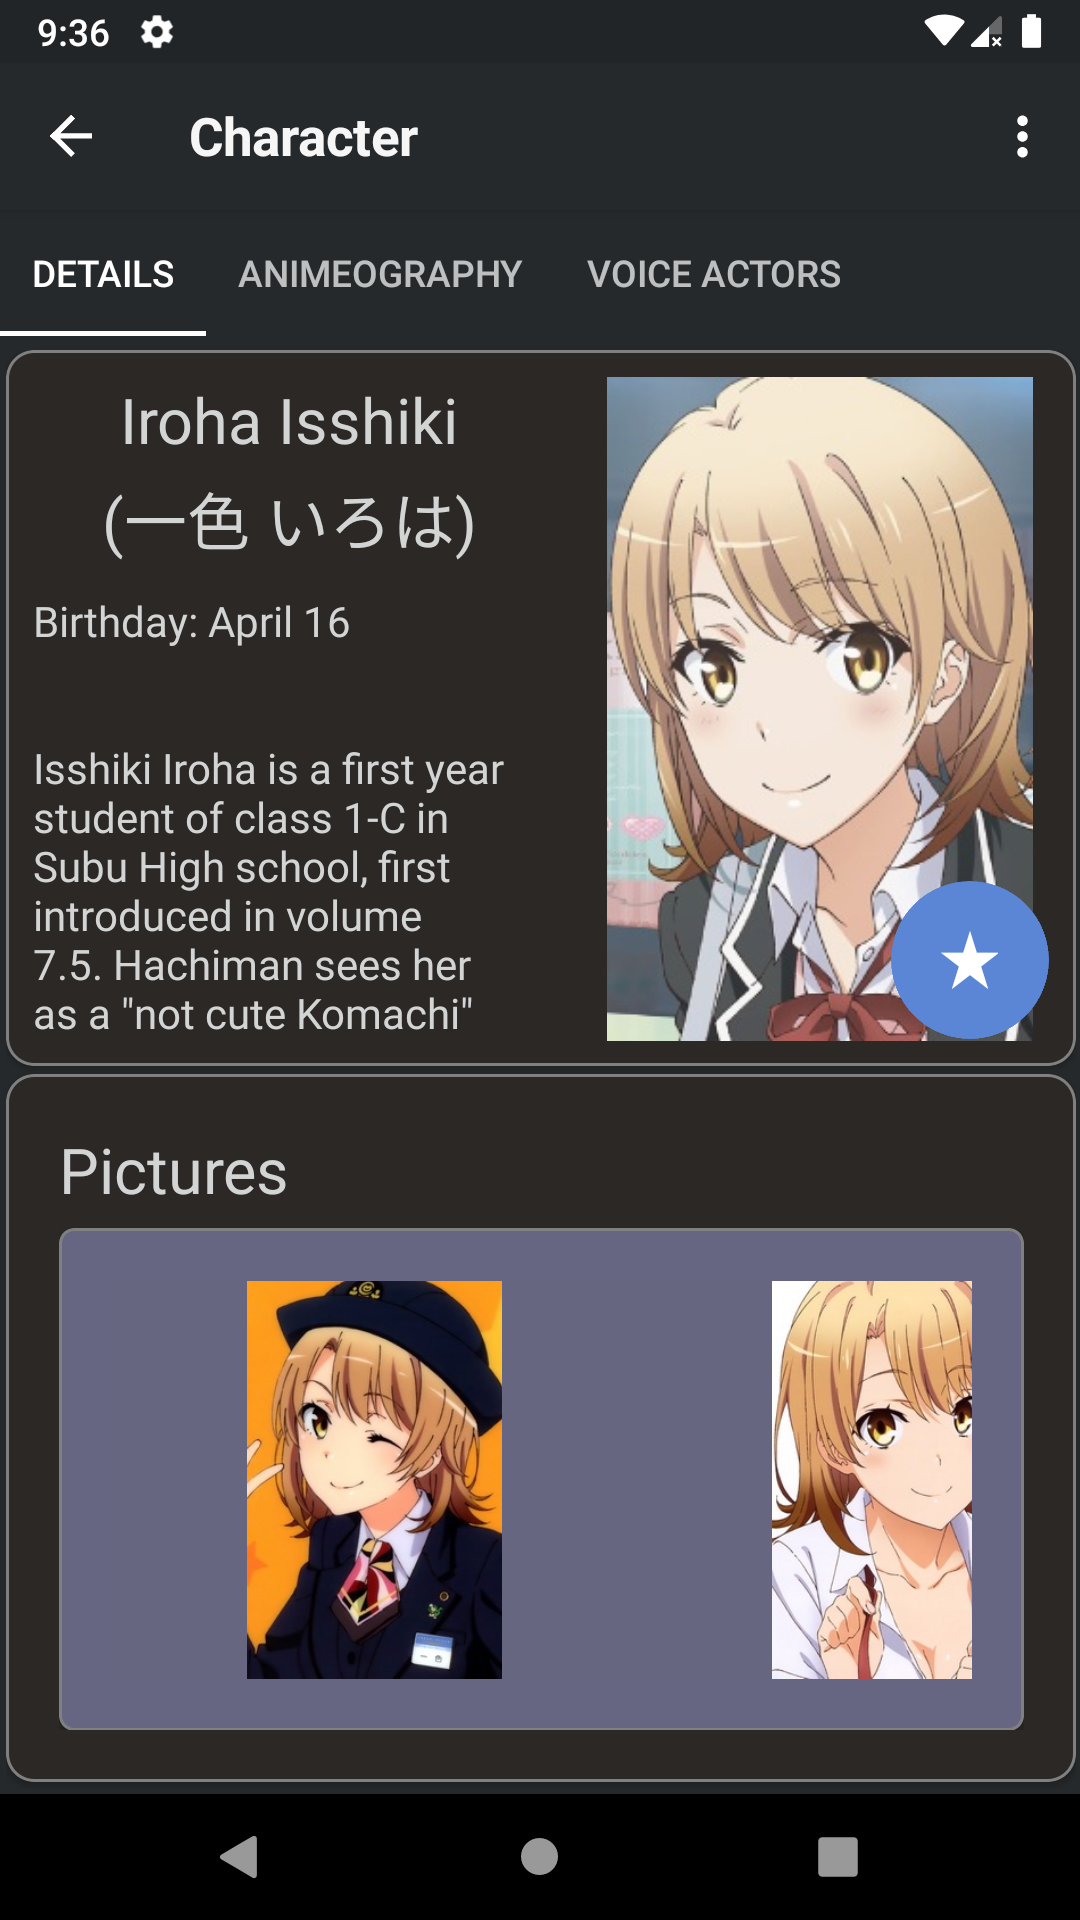 9:36
Character
DETAILS
ANIMEOGRAPHY
VOICE ACTORS
Iroha Isshiki
(一色 いろは)
Birthday: April 16
Isshiki Iroha is a first year
student of class 1-C in
Subu High school, first
introduced in volume
7.5. Hachiman sees her
as a "not cute Komachi"
Pictures